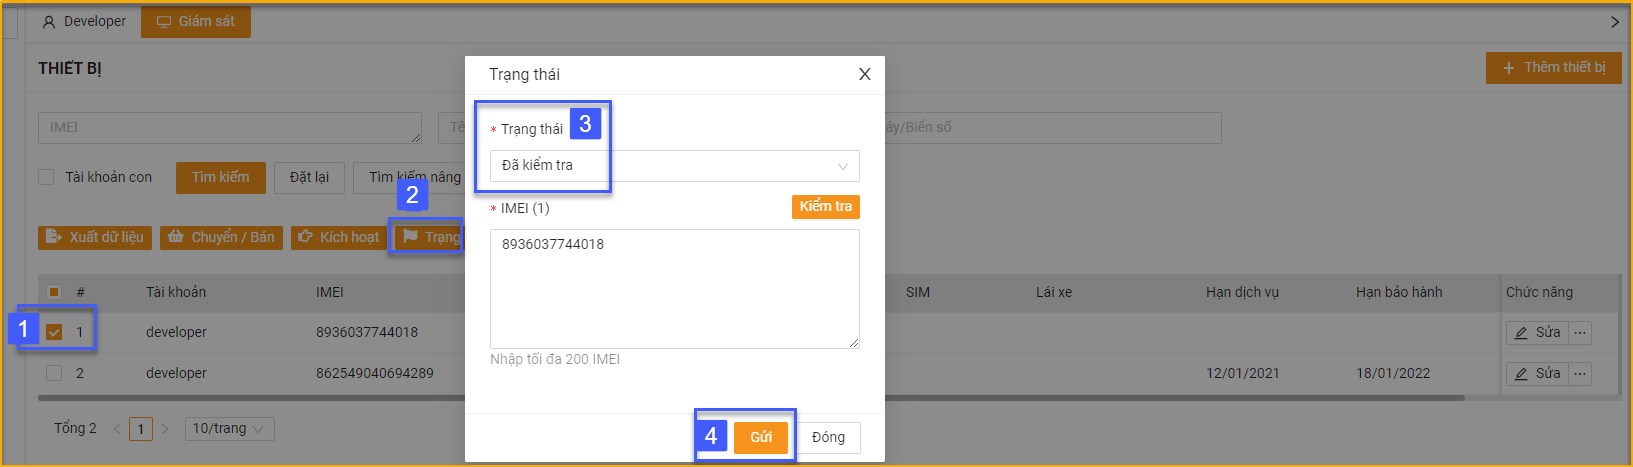 Developer Giám sát
THIẾT BỊ
Thêm thiết bị
IMEI
áy/Biển số
Tài khoản con Tìm kiếm Đặt lại Tìm kiếm nâng
2
Xuất dữ liệu Chuyển / Bán Kích hoạt Trạng
# Tài khoản IMEI SIM Lái xe Hạn dịch vụ Hạn bảo hành Chức năng
1 1 developer 8936037744018 Sửa ...
2 developer 862549040694289 12/01/2021 18/01/2022 Sửa ...
Tổng 2 < 1 > 10/trang
Trạng thái X
* Trạng thái 3
Đã kiểm tra
* IMEI (1) Kiểm tra
8936037744018
Nhập tối đa 200 IMEI
4 Gửi Đóng